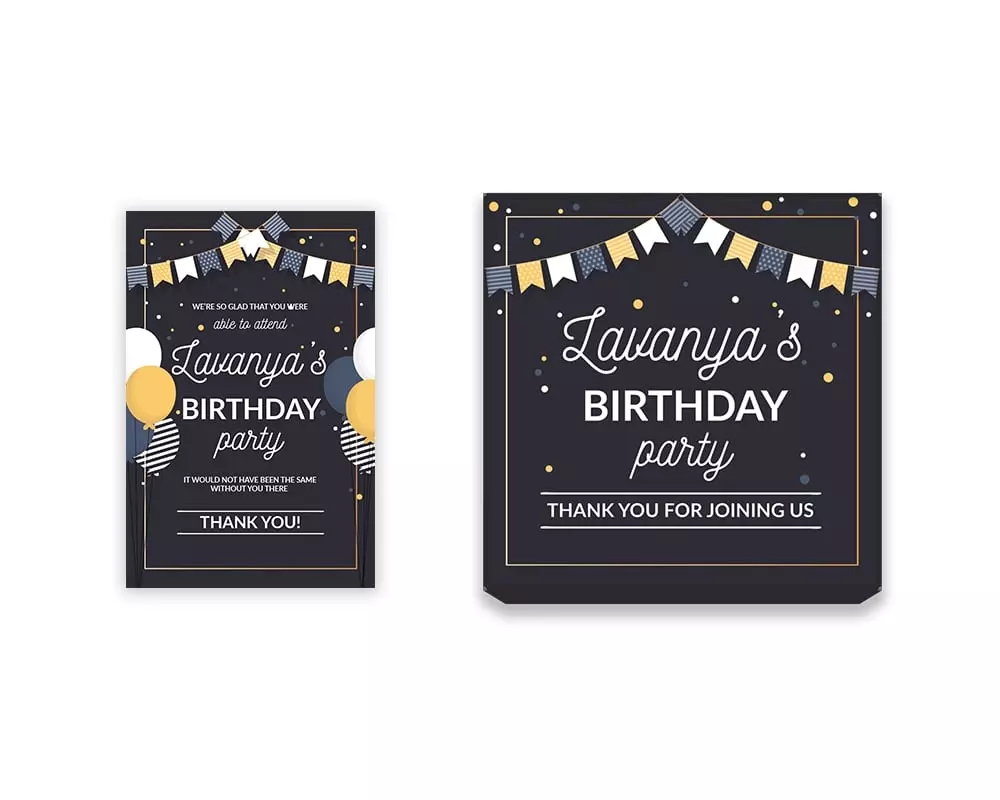 WE'RE SO GLAD THAT YOU WERE
able to attend
Lavanya's
BIRTHDAY
party
IT WOULD NOT HAVE BEEN THE SAME
WITHOUT YOU THERE
THANK YOU!
Lavanya's
BIRTHDAY
party
THANK YOU FOR JOINING US